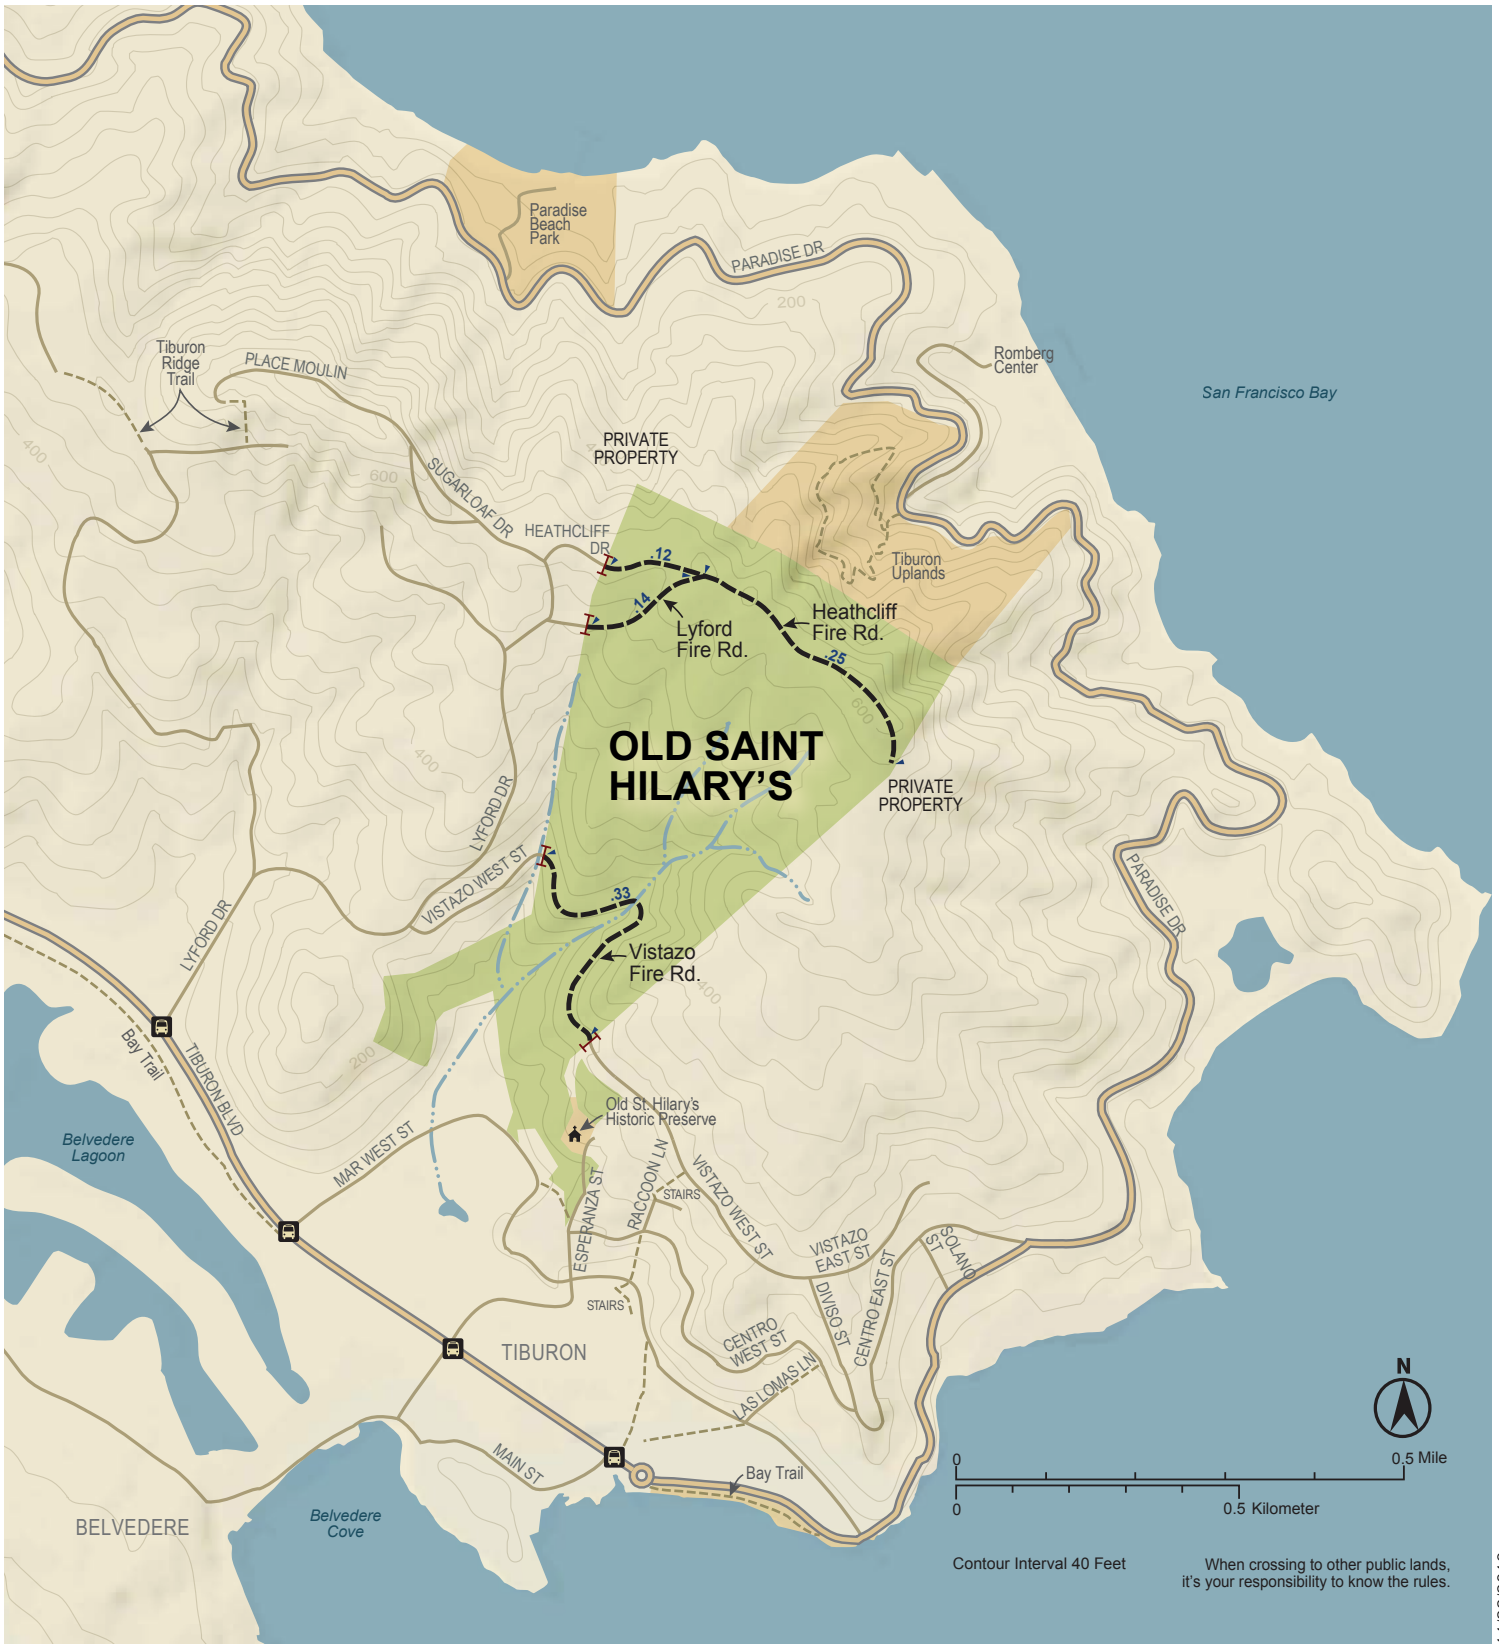 Paradise
Beach
Park
PARADISE DR
200
Tiburon
Ridge
Trail
PLACE MOULIN
Romberg
Center
San Francisco Bay
400
600
PRIVATE
PROPERTY
SUGARLOAF DR
HEATHCLIFF
DR
.12
.14
Tiburon
Uplands
Lyford
Fire Rd.
Heathcliff
Fire Rd.
.25
600
OLD SAINT
HILARY'S
400
PRIVATE
PROPERTY
LYFORD DR
VISTAZO WEST ST
PARADISE DR
.33
LYFORD DR
Vistazo
Fire Rd.
400
Bay Trail
TIBURON BLVD
200
Old St. Hilary's
Historic Preserve
Belvedere
Lagoon
MAR WEST ST
ESPERANZA ST
RACCOON LN
STAIRS
VISTAZO WEST ST
VISTAZO
EAST ST
SOLANO
ST
DIVISO ST
CENTRO EAST ST
STAIRS
TIBURON
CENTRO
WEST ST
LAS LOMAS LN
N
MAIN ST
Bay Trail
0
0.5 Mile
0
0.5 Kilometer
BELVEDERE
Belvedere
Cove
Contour Interval 40 Feet
When crossing to other public lands,
it's your responsibility to know the rules.